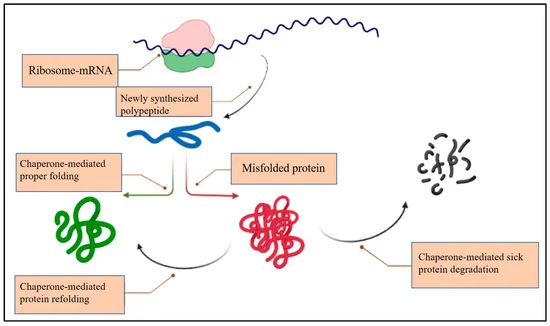 Ribosome-mRNA
Newly synthesized
polypeptide
Chaperone-mediated
proper folding
Misfolded protein
Chaperone-mediated sick
protein degradation
Chaperone-mediated
protein refolding